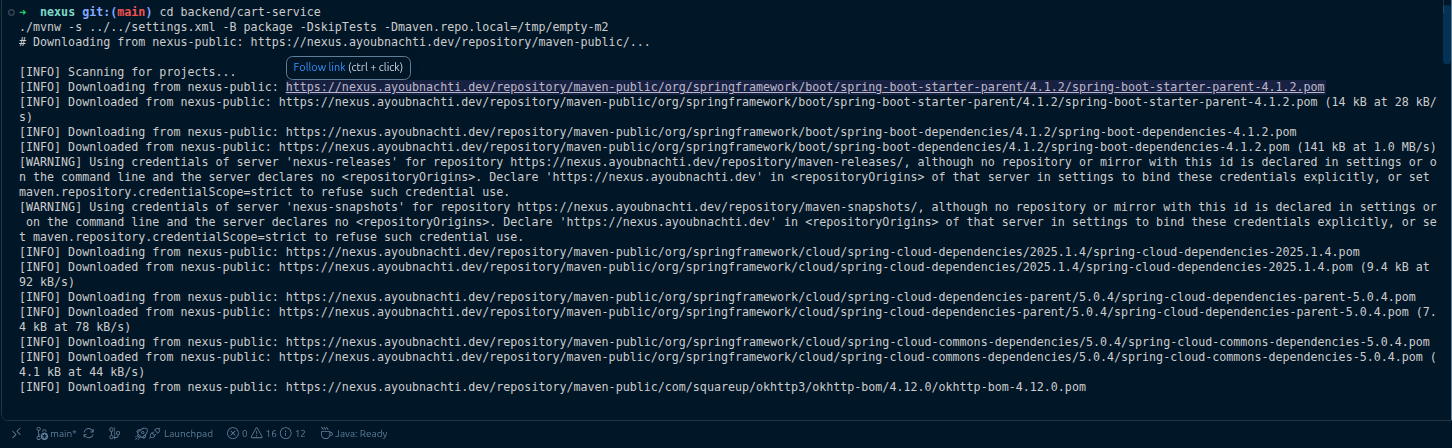 → nexus git:(main) cd backend/cart-service
./mvnw -s ../../settings.xml -B package -DskipTests -Dmaven.repo.local=/tmp/empty-m2
# Downloading from nexus-public: https://nexus.ayoubnachti.dev/repository/maven-public/...
[INFO] Scanning for projects...
Follow link (ctrl + click)
[INFO] Downloading from nexus-public: https://nexus.ayoubnachti.dev/repository/maven-public/org/springframework/boot/spring-boot-starter-parent/4.1.2/spring-boot-starter-parent-4.1.2.pom
[INFO] Downloaded from nexus-public: https://nexus.ayoubnachti.dev/repository/maven-public/org/springframework/boot/spring-boot-starter-parent/4.1.2/spring-boot-starter-parent-4.1.2.pom (14 kB at 28 kB/
s)
[INFO] Downloading from nexus-public: https://nexus.ayoubnachti.dev/repository/maven-public/org/springframework/boot/spring-boot-dependencies/4.1.2/spring-boot-dependencies-4.1.2.pom
[INFO] Downloaded from nexus-public: https://nexus.ayoubnachti.dev/repository/maven-public/org/springframework/boot/spring-boot-dependencies/4.1.2/spring-boot-dependencies-4.1.2.pom (141 kB at 1.0 MB/s)
[WARNING] Using credentials of server 'nexus-releases' for repository https://nexus.ayoubnachti.dev/repository/maven-releases/, although no repository or mirror with this id is declared in settings or o
n the command line and the server declares no <repositoryOrigins>. Declare 'https://nexus.ayoubnachti.dev' in <repositoryOrigins> of that server in settings to bind these credentials explicitly, or set
maven.repository.credentialScope=strict to refuse such credential use.
[WARNING] Using credentials of server 'nexus-snapshots' for repository https://nexus.ayoubnachti.dev/repository/maven-snapshots/, although no repository or mirror with this id is declared in settings or
on the command line and the server declares no <repositoryOrigins>. Declare 'https://nexus.ayoubnachti.dev' in <repositoryOrigins> of that server in settings to bind these credentials explicitly, or se
t maven.repository.credentialScope=strict to refuse such credential use.
[INFO] Downloading from nexus-public: https://nexus.ayoubnachti.dev/repository/maven-public/org/springframework/cloud/spring-cloud-dependencies/2025.1.4/spring-cloud-dependencies-2025.1.4.pom
[INFO] Downloaded from nexus-public: https://nexus.ayoubnachti.dev/repository/maven-public/org/springframework/cloud/spring-cloud-dependencies/2025.1.4/spring-cloud-dependencies-2025.1.4.pom (9.4 kB at
92 kB/s)
[INFO] Downloading from nexus-public: https://nexus.ayoubnachti.dev/repository/maven-public/org/springframework/cloud/spring-cloud-dependencies-parent/5.0.4/spring-cloud-dependencies-parent-5.0.4.pom
[INFO] Downloaded from nexus-public: https://nexus.ayoubnachti.dev/repository/maven-public/org/springframework/cloud/spring-cloud-dependencies-parent/5.0.4/spring-cloud-dependencies-parent-5.0.4.pom (7.
4 kB at 78 kB/s)
[INFO] Downloading from nexus-public: https://nexus.ayoubnachti.dev/repository/maven-public/org/springframework/cloud/spring-cloud-commons-dependencies/5.0.4/spring-cloud-commons-dependencies-5.0.4.pom
[INFO] Downloaded from nexus-public: https://nexus.ayoubnachti.dev/repository/maven-public/org/springframework/cloud/spring-cloud-commons-dependencies/5.0.4/spring-cloud-commons-dependencies-5.0.4.pom (
4.1 kB at 44 kB/s)
[INFO] Downloading from nexus-public: https://nexus.ayoubnachti.dev/repository/maven-public/com/squareup/okhttp3/okhttp-bom/4.12.0/okhttp-bom-4.12.0.pom
main* Launchpad 0 16 12 Java: Ready